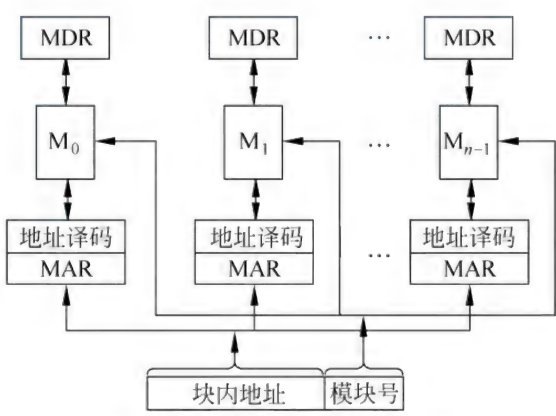 MDR MDR … MDR
M₀ M₁ … Mₙ₋₁
地址译码 地址译码 … 地址译码
MAR MAR MAR
块内地址 模块号